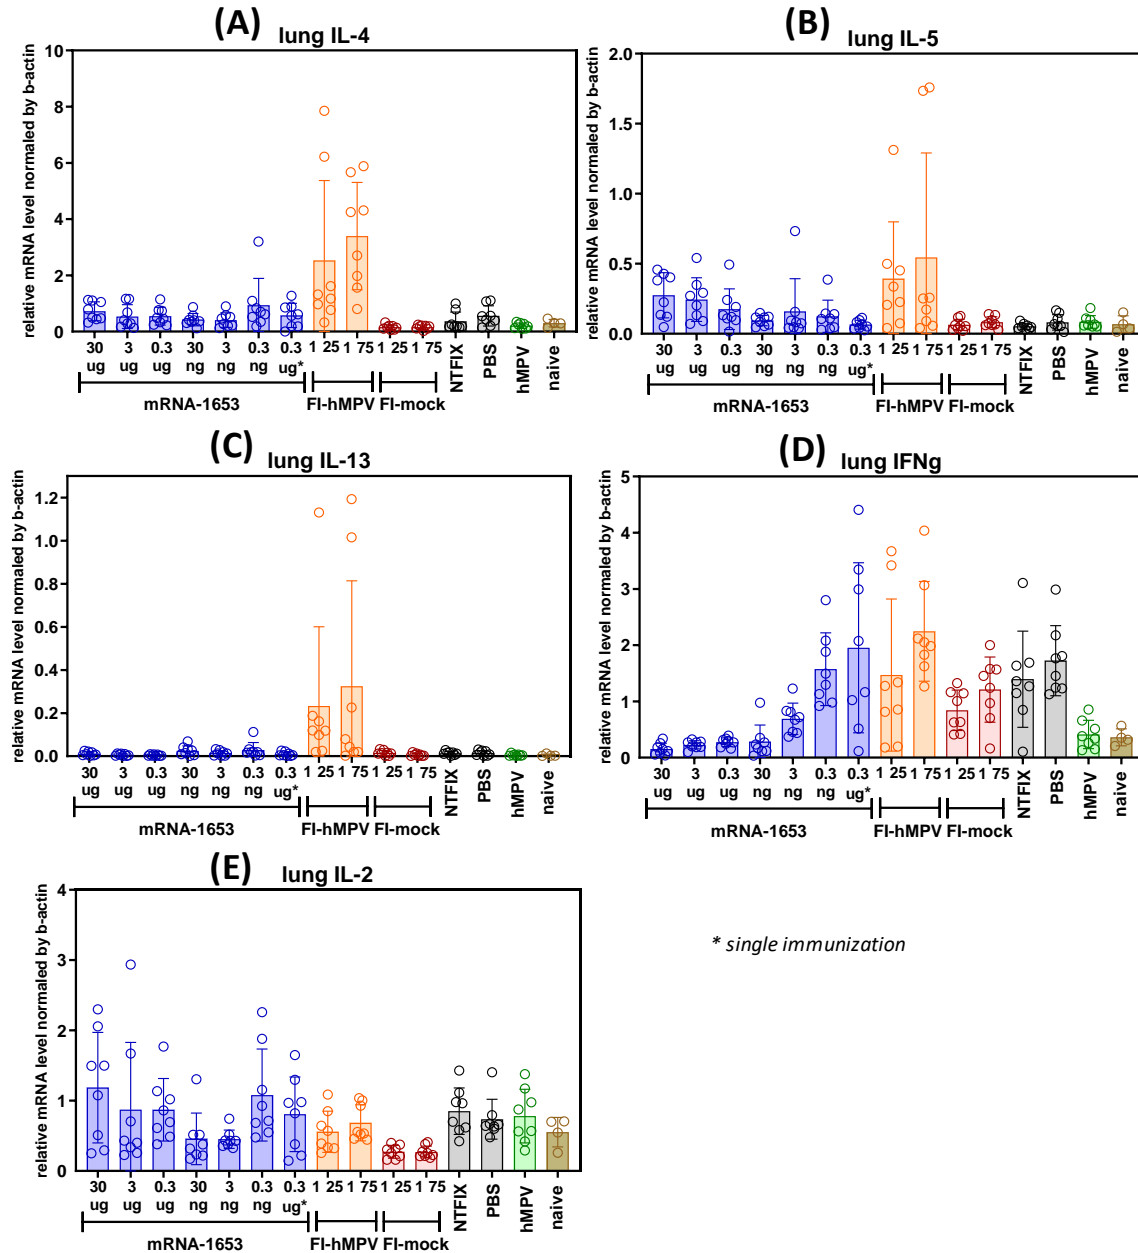 (A)
lung IL-4
relative mRNA level normaled by b-actin
10
8
6
4
2
0
30 3 0.3 30 3 0.3 0.3 1 25 1 75 1 25 1 75
ug ug ug ng ng ng ug*
NTFIX PBS hMPV naive
mRNA-1653 FI-hMPV FI-mock
(B)
lung IL-5
relative mRNA level normaled by b-actin
2.0
1.5
1.0
0.5
0.0
30 3 0.3 30 3 0.3 0.3 1 25 1 75 1 25 1 75
ug ug ug ng ng ng ug*
NTFIX PBS hMPV naive
mRNA-1653 FI-hMPV FI-mock
(C)
lung IL-13
relative mRNA level normaled by b-actin
1.2
1.0
0.8
0.6
0.4
0.2
0.0
30 3 0.3 30 3 0.3 0.3 1 25 1 75 1 25 1 75
ug ug ug ng ng ng ug*
NTFIX PBS hMPV naive
mRNA-1653 FI-hMPV FI-mock
(D)
lung IFNg
relative mRNA level normaled by b-actin
5
4
3
2
1
0
30 3 0.3 30 3 0.3 0.3 1 25 1 75 1 25 1 75
ug ug ug ng ng ng ug*
NTFIX PBS hMPV naive
mRNA-1653 FI-hMPV FI-mock
(E)
lung IL-2
relative mRNA level normaled by b-actin
4
3
2
1
0
30 3 0.3 30 3 0.3 0.3 1 25 1 75 1 25 1 75
ug ug ug ng ng ng ug*
NTFIX PBS hMPV naive
mRNA-1653 FI-hMPV FI-mock
* single immunization